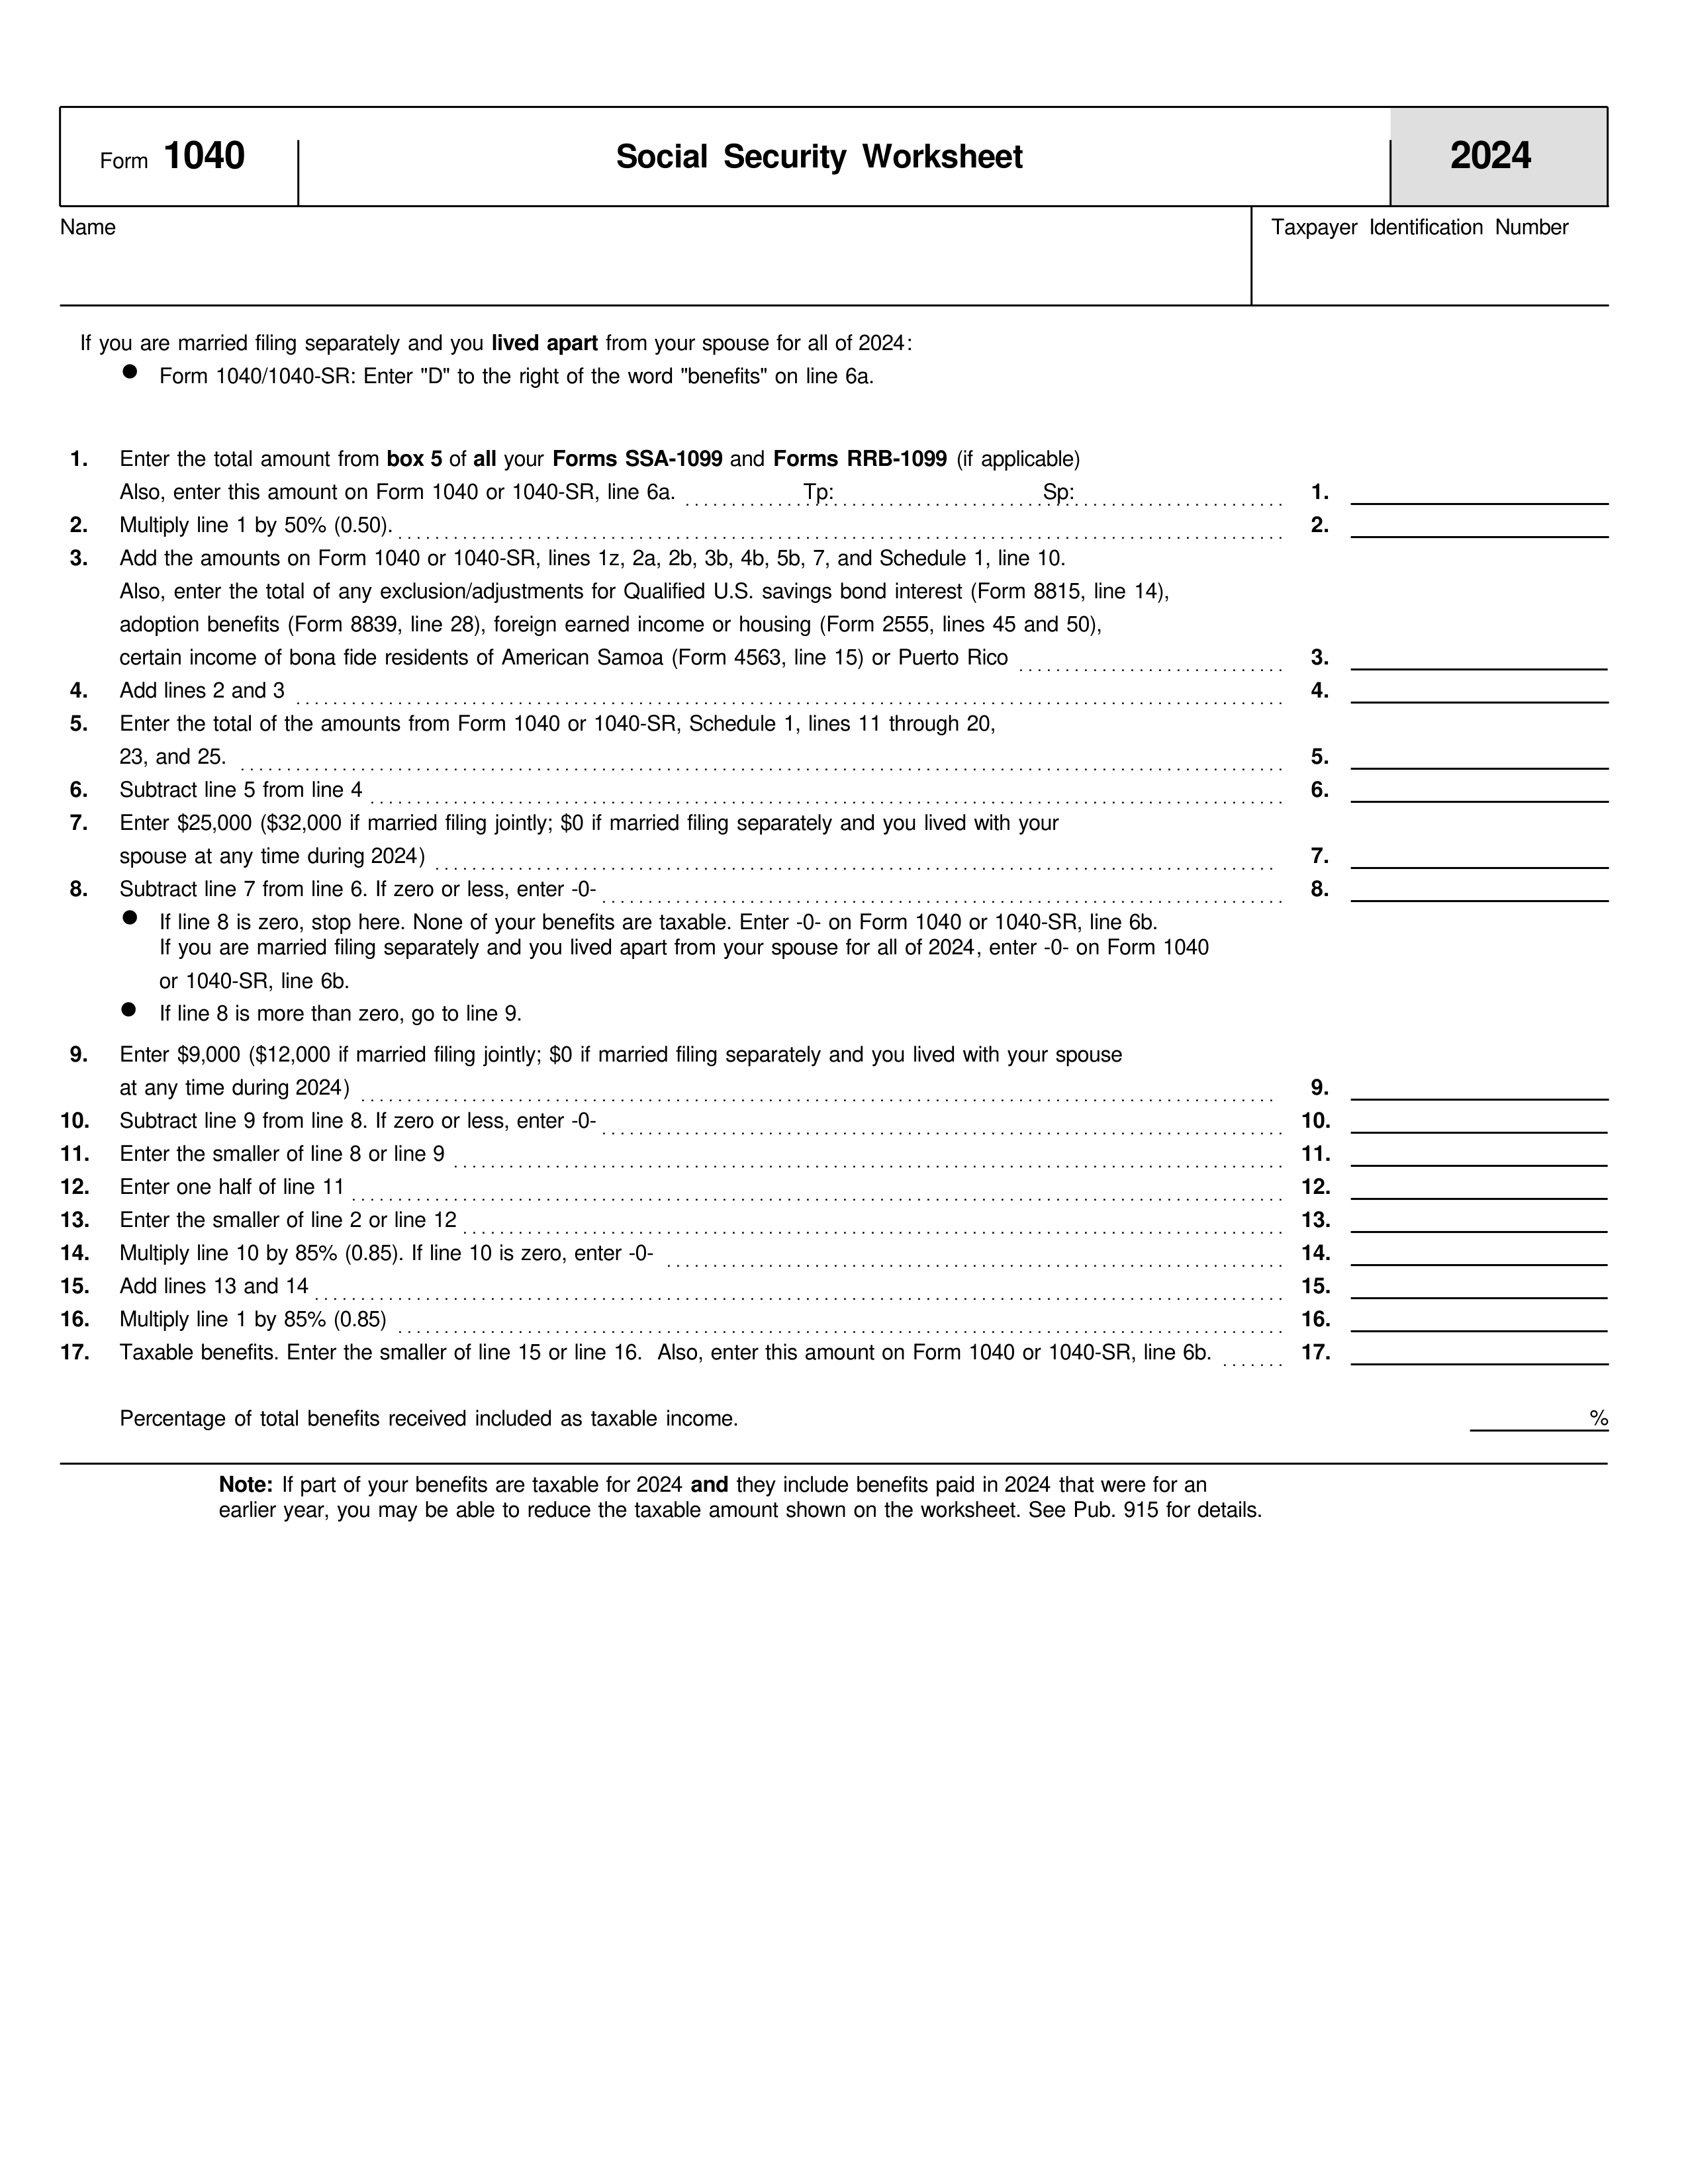 Form 1040
Social Security Worksheet
2024
Name
Taxpayer Identification Number
If you are married filing separately and you lived apart from your spouse for all of 2024:
● Form 1040/1040-SR: Enter "D" to the right of the word "benefits" on line 6a.
1. Enter the total amount from box 5 of all your Forms SSA-1099 and Forms RRB-1099 (if applicable)
Also, enter this amount on Form 1040 or 1040-SR, line 6a. Tp: Sp: 1.
2. Multiply line 1 by 50% (0.50). 2.
3. Add the amounts on Form 1040 or 1040-SR, lines 1z, 2a, 2b, 3b, 4b, 5b, 7, and Schedule 1, line 10.
Also, enter the total of any exclusion/adjustments for Qualified U.S. savings bond interest (Form 8815, line 14),
adoption benefits (Form 8839, line 28), foreign earned income or housing (Form 2555, lines 45 and 50),
certain income of bona fide residents of American Samoa (Form 4563, line 15) or Puerto Rico 3.
4. Add lines 2 and 3 4.
5. Enter the total of the amounts from Form 1040 or 1040-SR, Schedule 1, lines 11 through 20,
23, and 25. 5.
6. Subtract line 5 from line 4 6.
7. Enter $25,000 ($32,000 if married filing jointly; $0 if married filing separately and you lived with your
spouse at any time during 2024) 7.
8. Subtract line 7 from line 6. If zero or less, enter -0- 8.
● If line 8 is zero, stop here. None of your benefits are taxable. Enter -0- on Form 1040 or 1040-SR, line 6b.
If you are married filing separately and you lived apart from your spouse for all of 2024, enter -0- on Form 1040
or 1040-SR, line 6b.
● If line 8 is more than zero, go to line 9.
9. Enter $9,000 ($12,000 if married filing jointly; $0 if married filing separately and you lived with your spouse
at any time during 2024) 9.
10. Subtract line 9 from line 8. If zero or less, enter -0- 10.
11. Enter the smaller of line 8 or line 9 11.
12. Enter one half of line 11 12.
13. Enter the smaller of line 2 or line 12 13.
14. Multiply line 10 by 85% (0.85). If line 10 is zero, enter -0- 14.
15. Add lines 13 and 14 15.
16. Multiply line 1 by 85% (0.85) 16.
17. Taxable benefits. Enter the smaller of line 15 or line 16. Also, enter this amount on Form 1040 or 1040-SR, line 6b. 17.
Percentage of total benefits received included as taxable income. %
Note: If part of your benefits are taxable for 2024 and they include benefits paid in 2024 that were for an
earlier year, you may be able to reduce the taxable amount shown on the worksheet. See Pub. 915 for details.